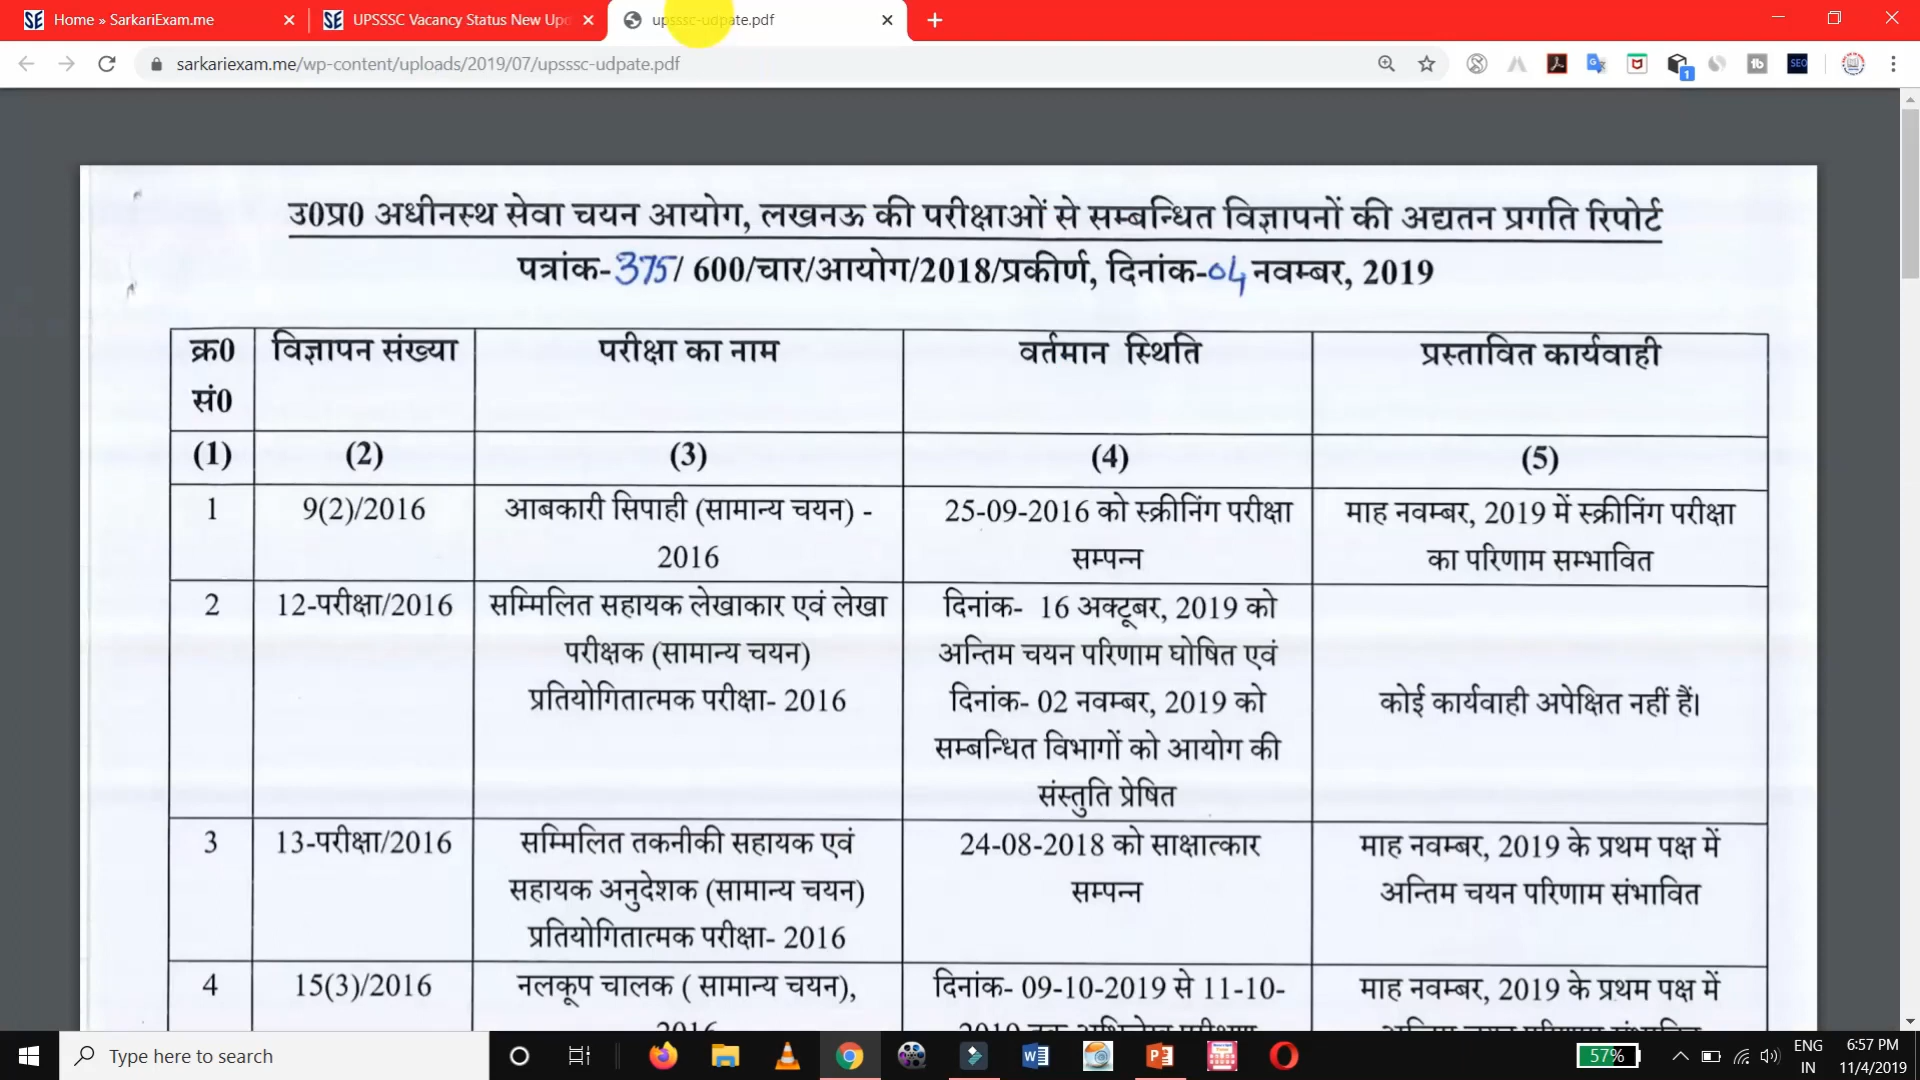 Home » SarkariExam.me
UPSSSC Vacancy Status New Upd
upsssc-udpate.pdf
sarkariexam.me/wp-content/uploads/2019/07/upsssc-udpate.pdf
उ0प्र0 अधीनस्थ सेवा चयन आयोग, लखनऊ की परीक्षाओं से सम्बन्धित विज्ञापनों की अद्यतन प्रगति रिपोर्ट
पत्रांक-375/ 600/चार/आयोग/2018/प्रकीर्ण, दिनांक-04 नवम्बर, 2019
क्र0 सं0
विज्ञापन संख्या
परीक्षा का नाम
वर्तमान स्थिति
प्रस्तावित कार्यवाही
(1) (2) (3) (4) (5)
1
9(2)/2016
आबकारी सिपाही (सामान्य चयन) -
2016
25-09-2016 को स्क्रीनिंग परीक्षा
सम्पन्न
माह नवम्बर, 2019 में स्क्रीनिंग परीक्षा
का परिणाम सम्भावित
2
12-परीक्षा/2016
सम्मिलित सहायक लेखाकार एवं लेखा
परीक्षक (सामान्य चयन)
प्रतियोगितात्मक परीक्षा- 2016
दिनांक- 16 अक्टूबर, 2019 को
अन्तिम चयन परिणाम घोषित एवं
दिनांक- 02 नवम्बर, 2019 को
सम्बन्धित विभागों को आयोग की
संस्तुति प्रेषित
कोई कार्यवाही अपेक्षित नहीं हैं।
3
13-परीक्षा/2016
सम्मिलित तकनीकी सहायक एवं
सहायक अनुदेशक (सामान्य चयन)
प्रतियोगितात्मक परीक्षा- 2016
24-08-2018 को साक्षात्कार
सम्पन्न
माह नवम्बर, 2019 के प्रथम पक्ष में
अन्तिम चयन परिणाम संभावित
4
15(3)/2016
नलकूप चालक ( सामान्य चयन),
2016
दिनांक- 09-10-2019 से 11-10-
माह नवम्बर, 2019 के प्रथम पक्ष में
Type here to search
57%
ENG
IN
6:57 PM
11/4/2019